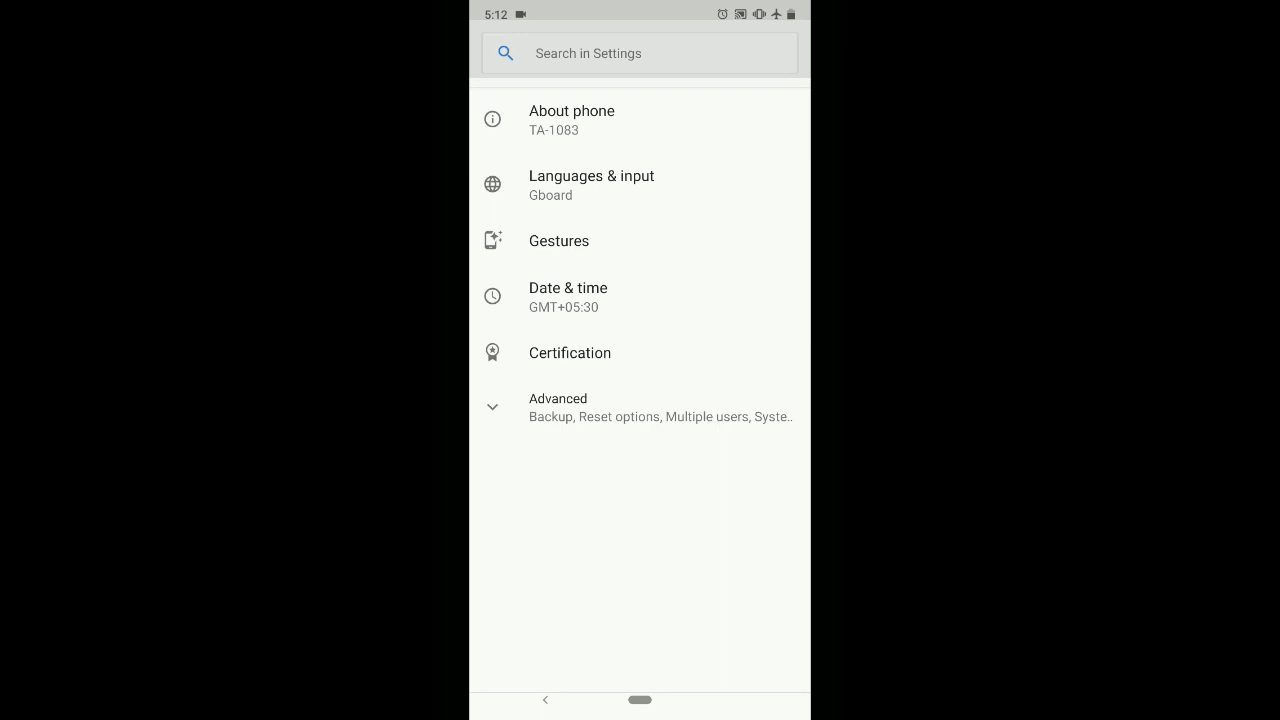 5:12
Search in Settings
About phone
TA-1083
Languages & input
Gboard
Gestures
Date & time
GMT+05:30
Certification
Advanced
Backup, Reset options, Multiple users, Syste..